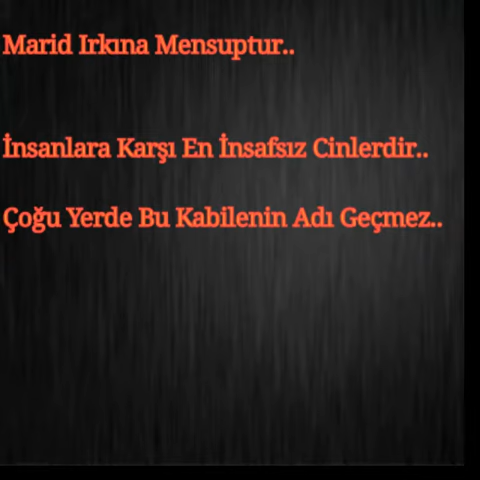 Marid Irkına Mensuptur..
İnsanlara Karşı En İnsafsız Cinlerdir..
Çoğu Yerde Bu Kabilenin Adı Geçmez..